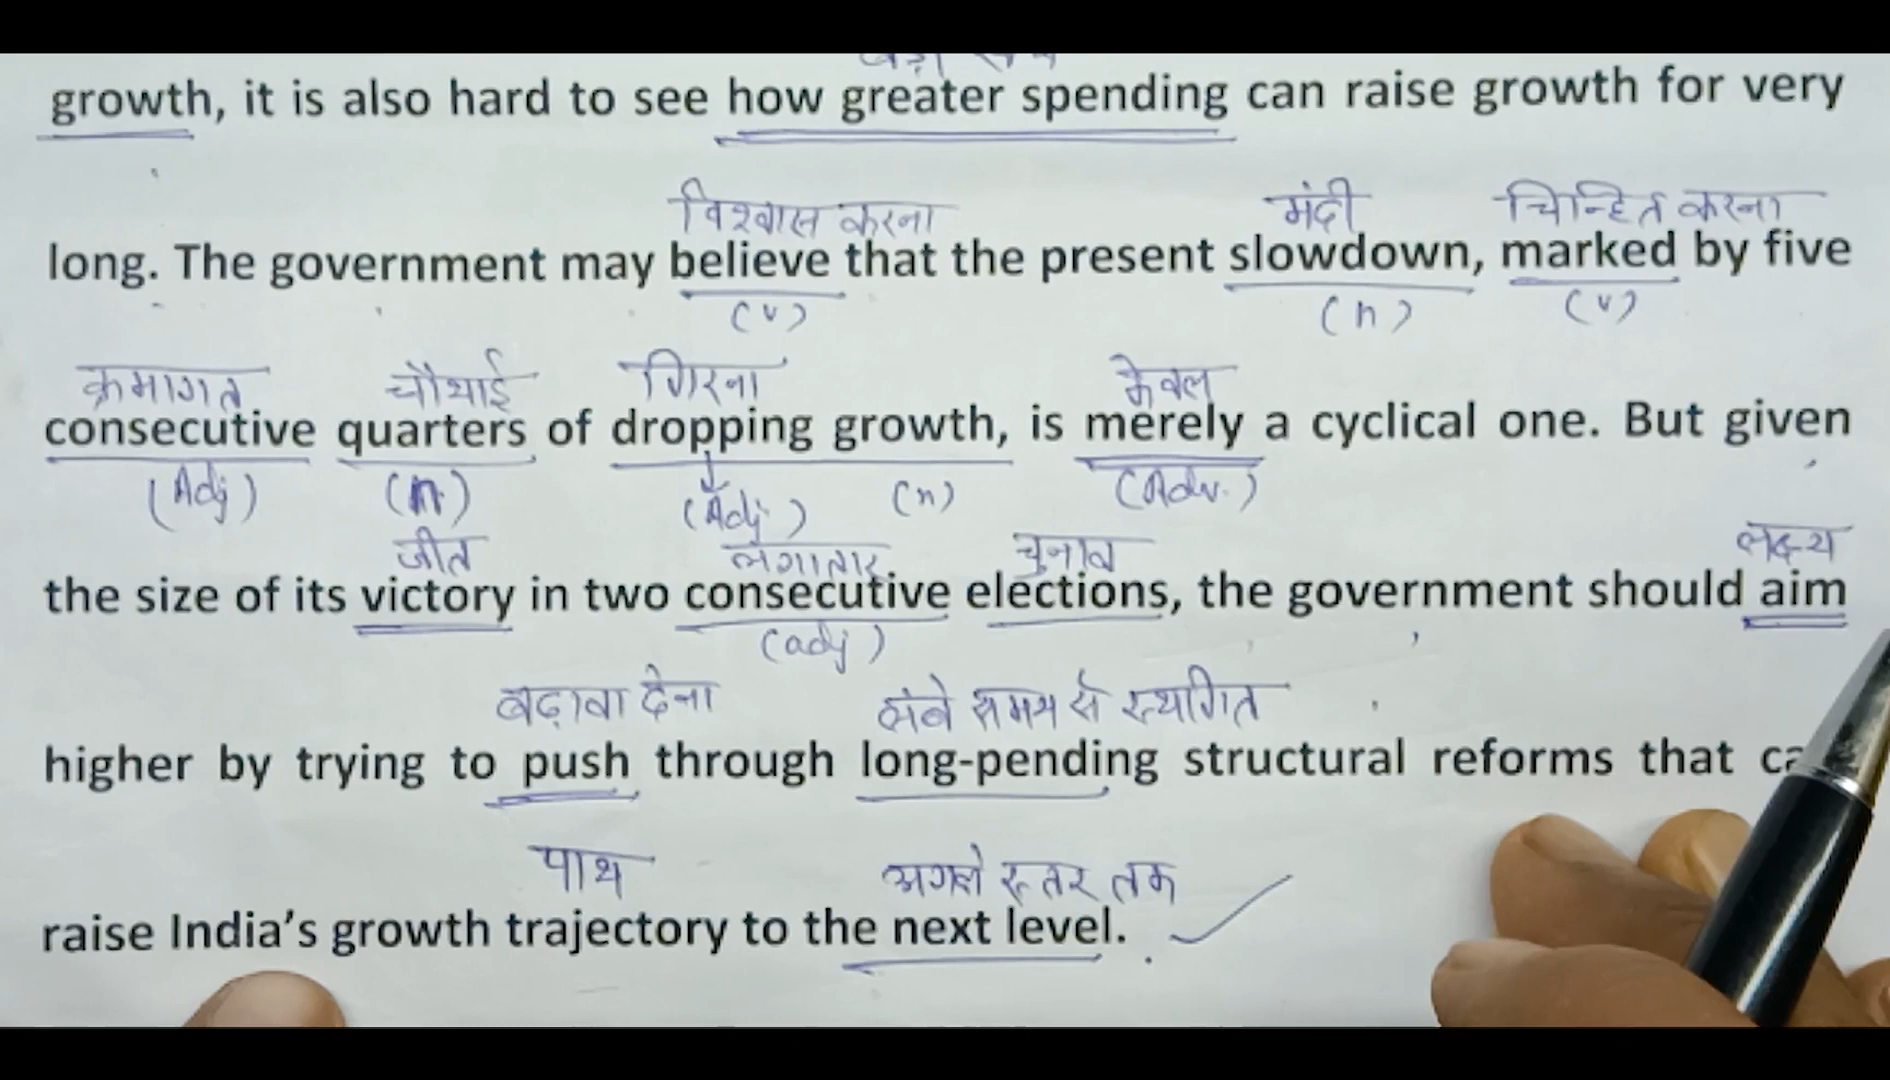 growth, it is also hard to see how greater spending can raise growth for very
विश्वास करना मंदी चिन्हित करना
long. The government may believe that the present slowdown, marked by five
(v) (n) (v)
क्रमागत चौथाई गिरना केवल
consecutive quarters of dropping growth, is merely a cyclical one. But given
(Adj) (n) (Adj) (n) (Adv.)
जीत लगातार चुनाव लक्ष्य
the size of its victory in two consecutive elections, the government should aim
(adj)
बढ़ावा देना लंबे समय से स्थगित
higher by trying to push through long-pending structural reforms that
पाथ अगले स्तर तक
raise India’s growth trajectory to the next level.